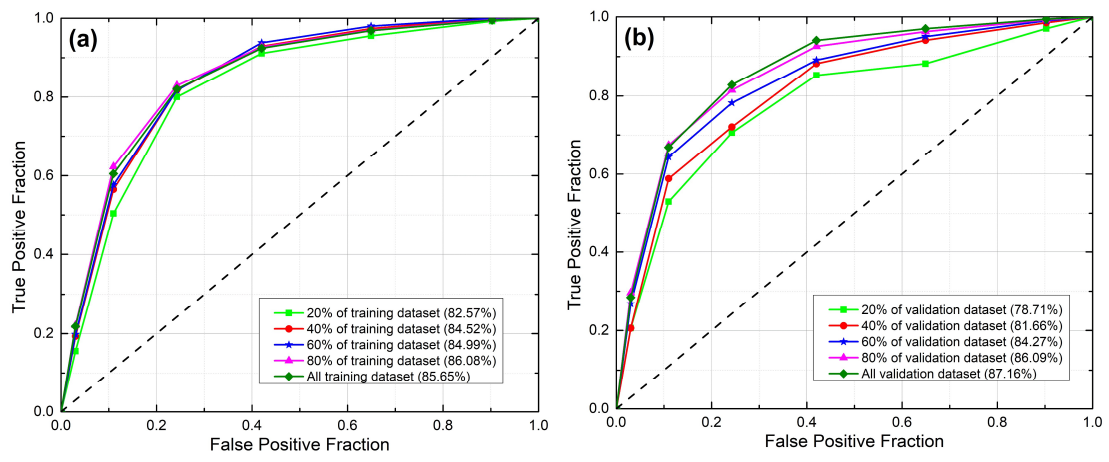 (a)
True Positive Fraction
1.0
0.8
0.6
0.4
0.2
0.0
20% of training dataset (82.57%)
40% of training dataset (84.52%)
60% of training dataset (84.99%)
80% of training dataset (86.08%)
All training dataset (85.65%)
0.0 0.2 0.4 0.6 0.8 1.0
False Positive Fraction
(b)
True Positive Fraction
1.0
0.8
0.6
0.4
0.2
0.0
20% of validation dataset (78.71%)
40% of validation dataset (81.66%)
60% of validation dataset (84.27%)
80% of validation dataset (86.09%)
All validation dataset (87.16%)
0.0 0.2 0.4 0.6 0.8 1.0
False Positive Fraction